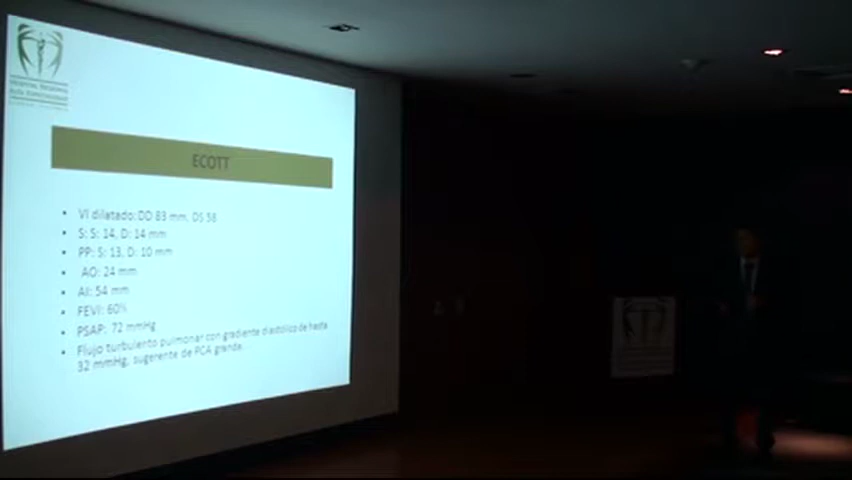 ECOTT
• VI dilatado: DD 83 mm, DS 58
• S: S: 14, D: 14 mm
• PP: S: 13, D: 10 mm
• AO: 24 mm
• AI: 54 mm
• FEVI: 60%
• PSAP: 72 mmHg
• Flujo turbulento pulmonar con gradiente diastolico de hasta
32 mmHg, sugerente de PCA grande.